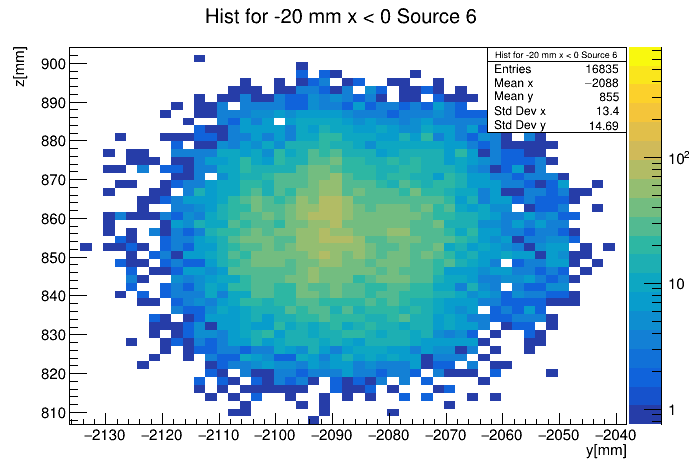 Hist for -20 mm x < 0 Source 6
z[mm]
Hist for -20 mm x < 0 Source 6
Entries 16835
Mean x −2088
Mean y 855
Std Dev x 13.4
Std Dev y 14.69
900
890
880
870
860
850
840
830
820
810
10²
10
1
−2130 −2120 −2110 −2100 −2090 −2080 −2070 −2060 −2050 −2040
y[mm]